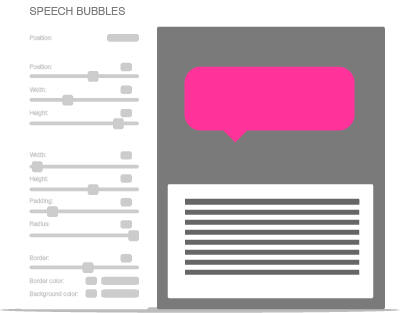 SPEECH BUBBLES
Position:
Position:
Width:
Height:
Width:
Height:
Padding:
Radius:
Border:
Border color:
Background color: